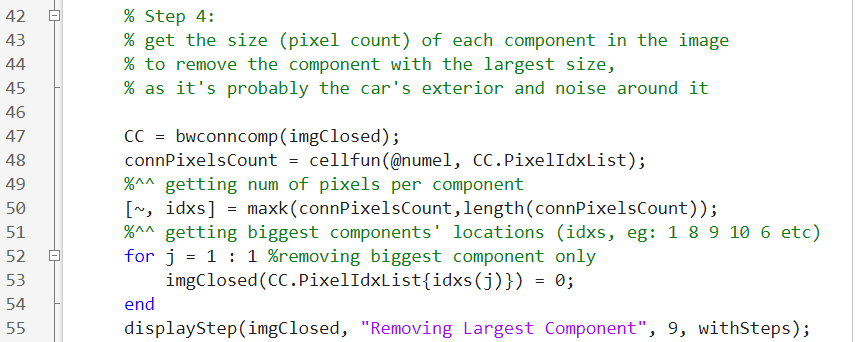 42 % Step 4:
43 % get the size (pixel count) of each component in the image
44 % to remove the component with the largest size,
45 % as it's probably the car's exterior and noise around it
46
47 CC = bwconncomp(imgClosed);
48 connPixelsCount = cellfun(@numel, CC.PixelIdxList);
49 %^^ getting num of pixels per component
50 [~, idxs] = maxk(connPixelsCount,length(connPixelsCount));
51 %^^ getting biggest components' locations (idxs, eg: 1 8 9 10 6 etc)
52 for j = 1 : 1 %removing biggest component only
53 imgClosed(CC.PixelIdxList{idxs(j)}) = 0;
54 end
55 displayStep(imgClosed, "Removing Largest Component", 9, withSteps);